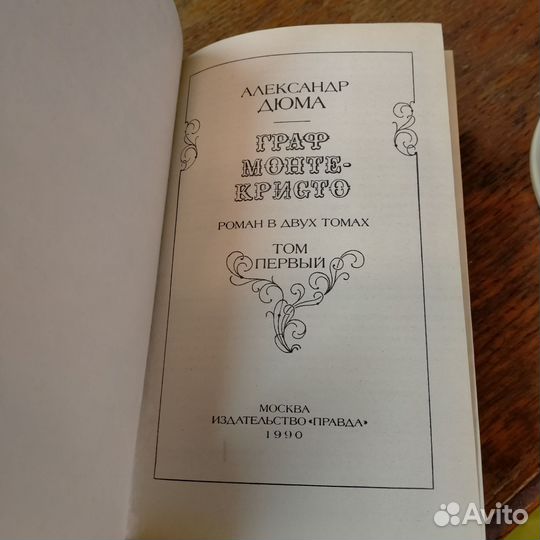 АЛЕКСАНДР
ДЮМА
ГРАФ
МОНТЕ-
КРИСТО
РОМАН В ДВУХ ТОМАХ
ТОМ
ПЕРВЫЙ
МОСКВА
ИЗДАТЕЛЬСТВО «ПРАВДА»
1990
Avito